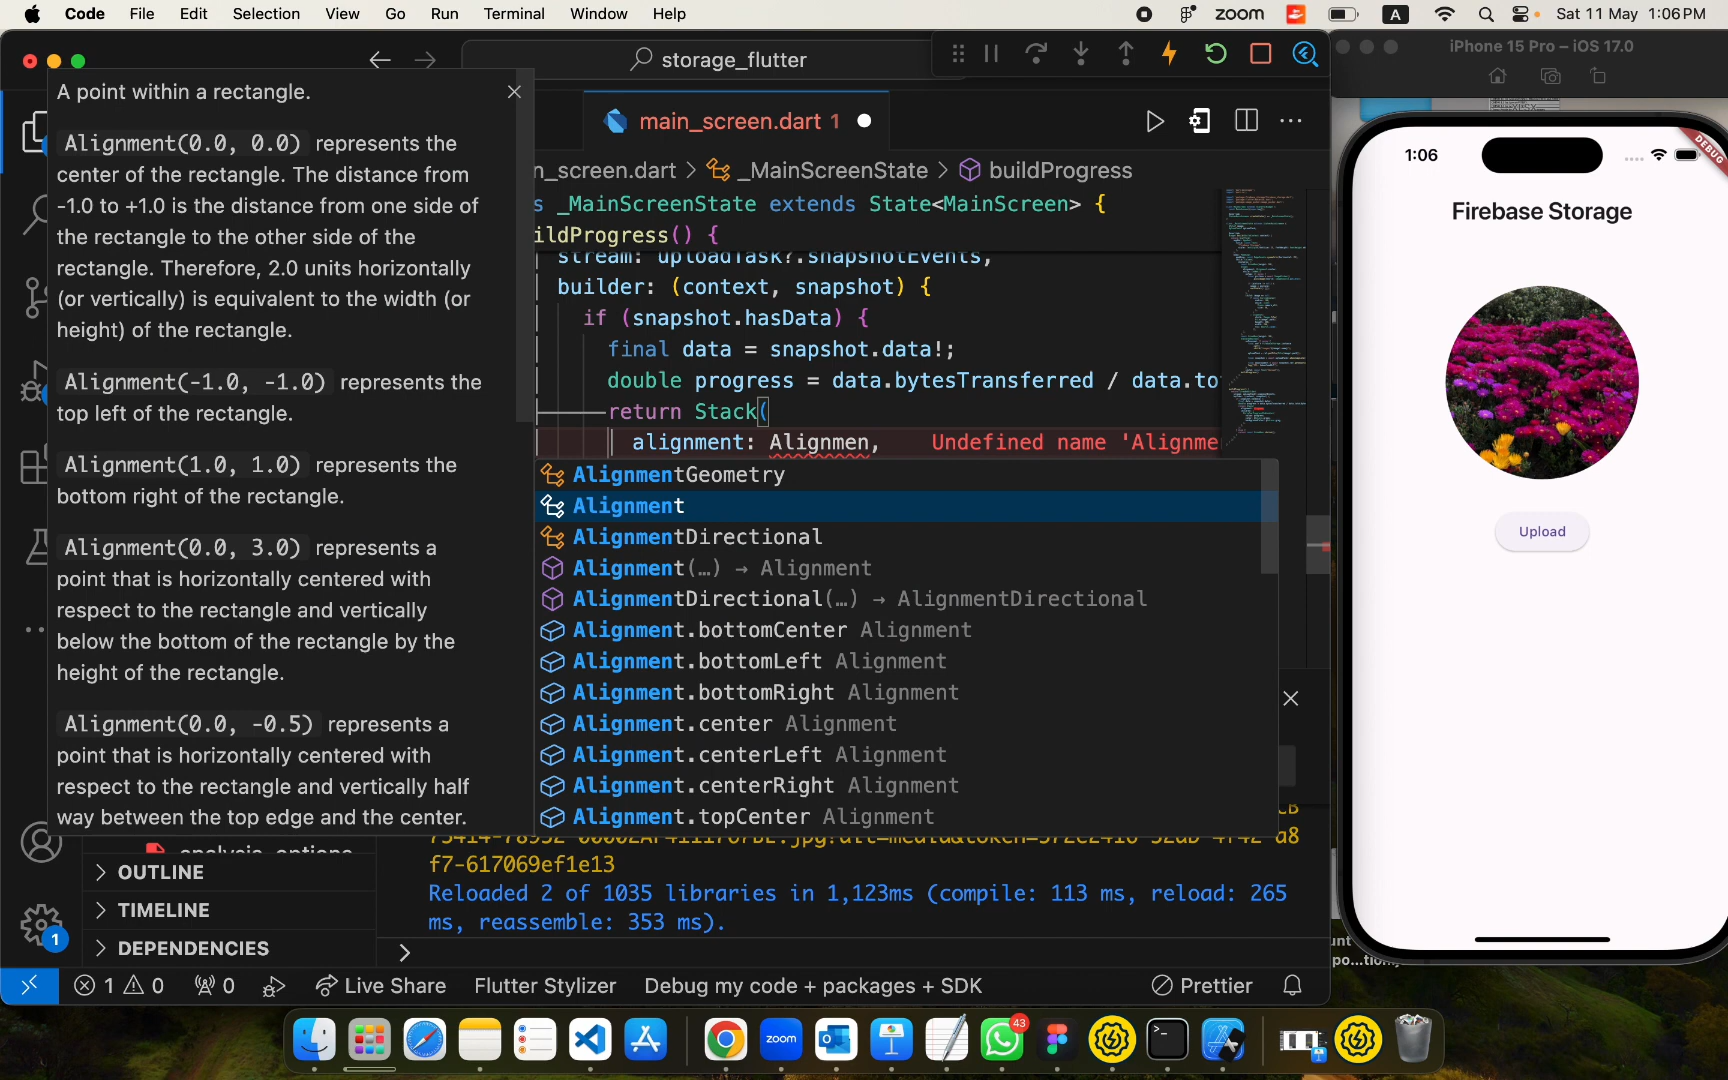 Code File Edit Selection View Go Run Terminal Window Help zoom A Sat 11 May 1:06 PM
storage_flutter
iPhone 15 Pro – iOS 17.0
A point within a rectangle.
Alignment(0.0, 0.0) represents the
center of the rectangle. The distance from
-1.0 to +1.0 is the distance from one side of
the rectangle to the other side of the
rectangle. Therefore, 2.0 units horizontally
(or vertically) is equivalent to the width (or
height) of the rectangle.
Alignment(-1.0, -1.0) represents the
top left of the rectangle.
Alignment(1.0, 1.0) represents the
bottom right of the rectangle.
Alignment(0.0, 3.0) represents a
point that is horizontally centered with
respect to the rectangle and vertically
below the bottom of the rectangle by the
height of the rectangle.
Alignment(0.0, -0.5) represents a
point that is horizontally centered with
respect to the rectangle and vertically half
way between the top edge and the center.
main_screen.dart 1
n_screen.dart > _MainScreenState > buildProgress
s _MainScreenState extends State<MainScreen> {
ildProgress() {
stream: uploadTask?.snapshotEvents,
builder: (context, snapshot) {
if (snapshot.hasData) {
final data = snapshot.data!;
double progress = data.bytesTransferred / data.to
return Stack(
alignment: Alignmen, Undefined name 'Alignme
AlignmentGeometry
Alignment
AlignmentDirectional
Alignment(…) → Alignment
AlignmentDirectional(…) → AlignmentDirectional
Alignment.bottomCenter Alignment
Alignment.bottomLeft Alignment
Alignment.bottomRight Alignment
Alignment.center Alignment
Alignment.centerLeft Alignment
Alignment.centerRight Alignment
Alignment.topCenter Alignment
f7-617069ef1e13
Reloaded 2 of 1035 libraries in 1,123ms (compile: 113 ms, reload: 265
ms, reassemble: 353 ms).
>
analysis_options
OUTLINE
TIMELINE
DEPENDENCIES
1
1 0 0 Live Share Flutter Stylizer Debug my code + packages + SDK Prettier
1:06
DEBUG
Firebase Storage
Upload
zoom
43